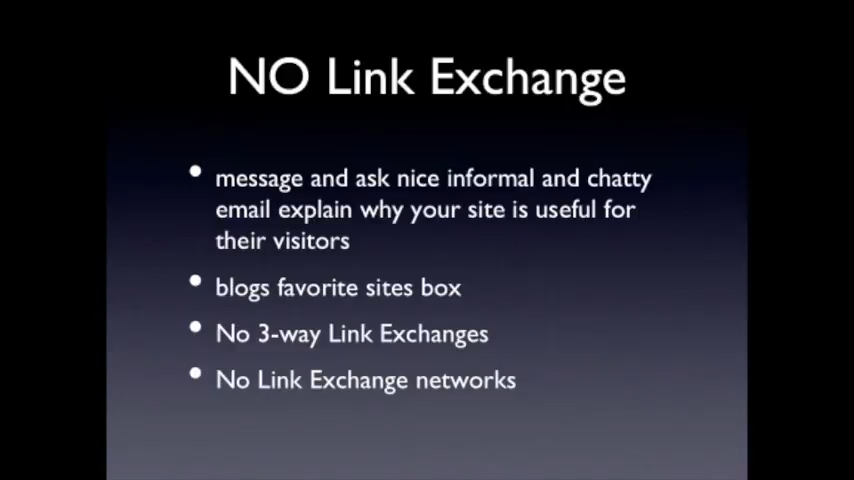 NO Link Exchange
• message and ask nice informal and chatty
email explain why your site is useful for
their visitors
• blogs favorite sites box
• No 3-way Link Exchanges
• No Link Exchange networks